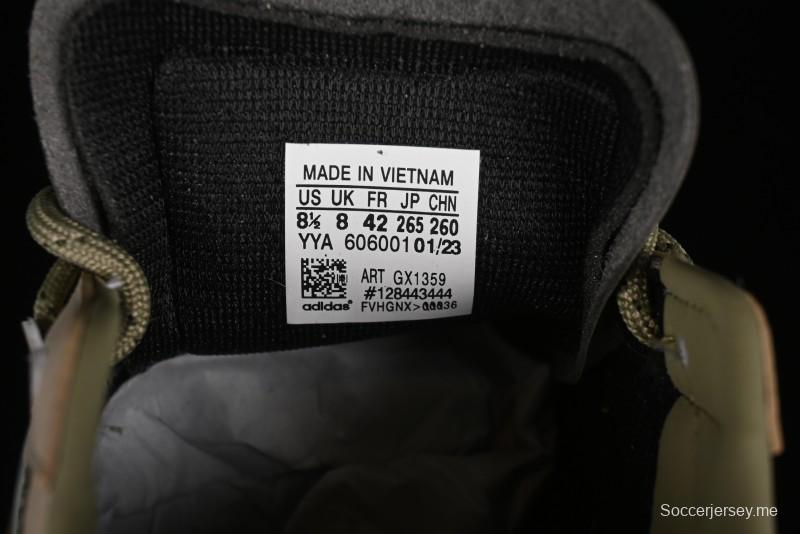 MADE IN VIETNAM
US UK FR JP CHN
8½ 8 42 265 260
YYA 606001 01/23
ART GX1359
#128443444
adidas® FVHGNX>
Soccerjersey.me